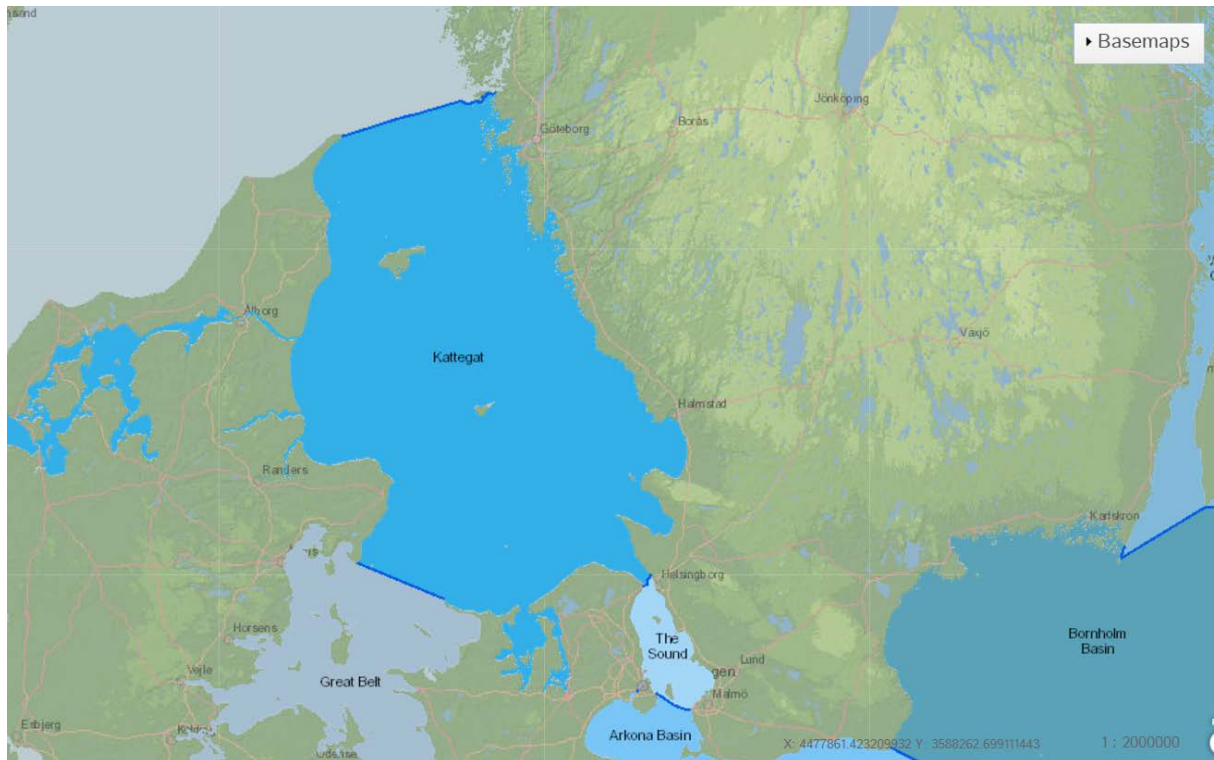 Basemaps
Jönköping
Göteborg
Borås
Ålborg
Kattegat
Växjö
Halmstad
Randers
Karlskron
Helsingborg
Horsens
The
Sound
Bornholm
Basin
Great Belt
Vejle
gen
Lund
Malmö
Esbjerg
Arkona Basin
X: 4477861.423209932 Y: 3588262.699111443
1 : 2000000